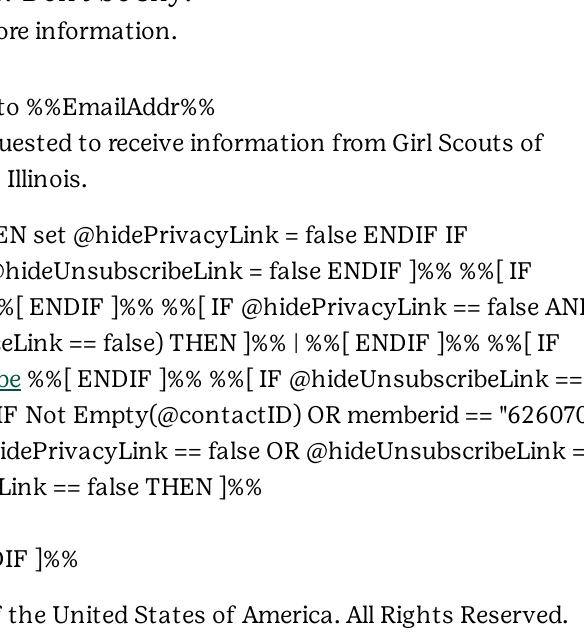 ore information.
to %%EmailAddr%%
uested to receive information from Girl Scouts of
Illinois.
EN set @hidePrivacyLink = false ENDIF IF
@hideUnsubscribeLink = false ENDIF ]%% %%[ IF
%[ ENDIF ]%% %%[ IF @hidePrivacyLink == false AND
eLink == false) THEN ]%% | %%[ ENDIF ]%% %%[ IF
be %%[ ENDIF ]%% %%[ IF @hideUnsubscribeLink ==
IF Not Empty(@contactID) OR memberid == "626070
idePrivacyLink == false OR @hideUnsubscribeLink =
Link == false THEN ]%%
DIF ]%%
f the United States of America. All Rights Reserved.